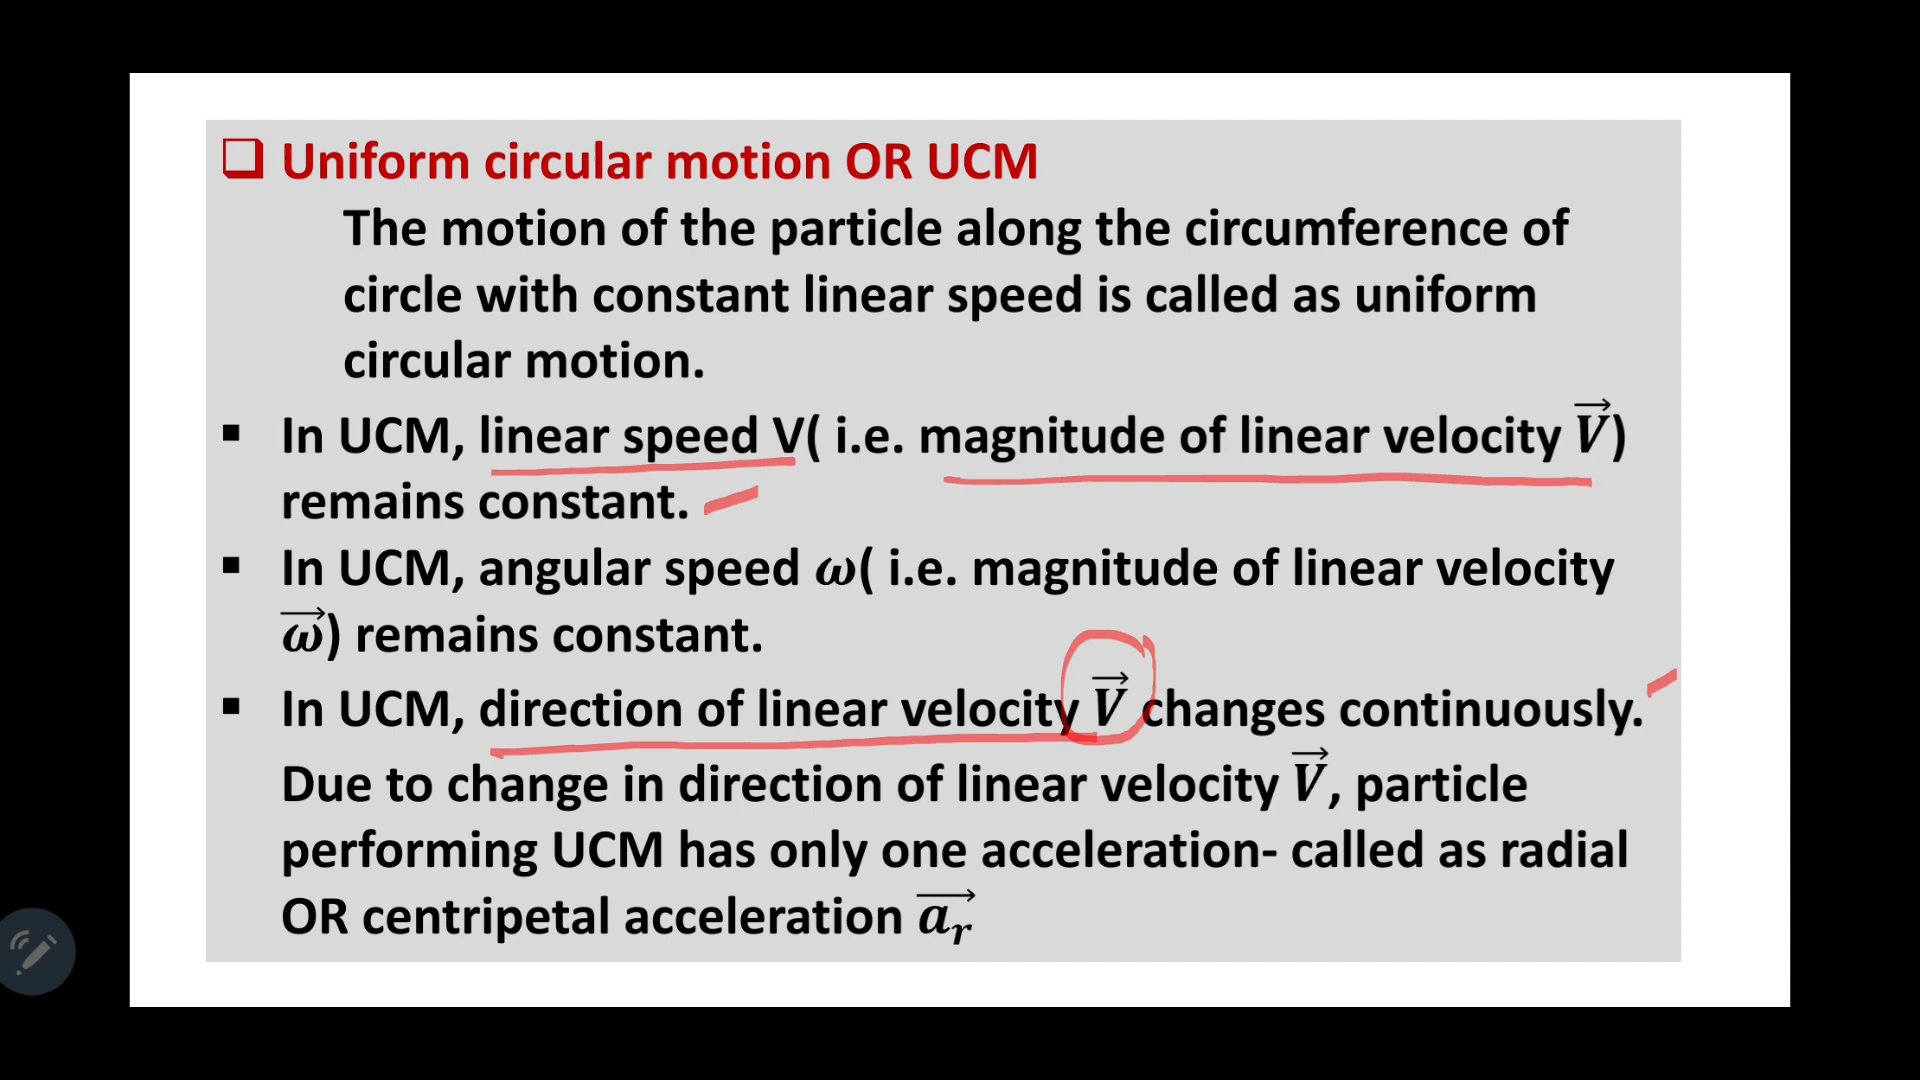 ❑ Uniform circular motion OR UCM
The motion of the particle along the circumference of
circle with constant linear speed is called as uniform
circular motion.
▪ In UCM, linear speed V( i.e. magnitude of linear velocity V⃗)
remains constant.
▪ In UCM, angular speed ω( i.e. magnitude of linear velocity
ω⃗) remains constant.
▪ In UCM, direction of linear velocity V⃗ changes continuously.
Due to change in direction of linear velocity V⃗, particle
performing UCM has only one acceleration- called as radial
OR centripetal acceleration a⃗ᵣ